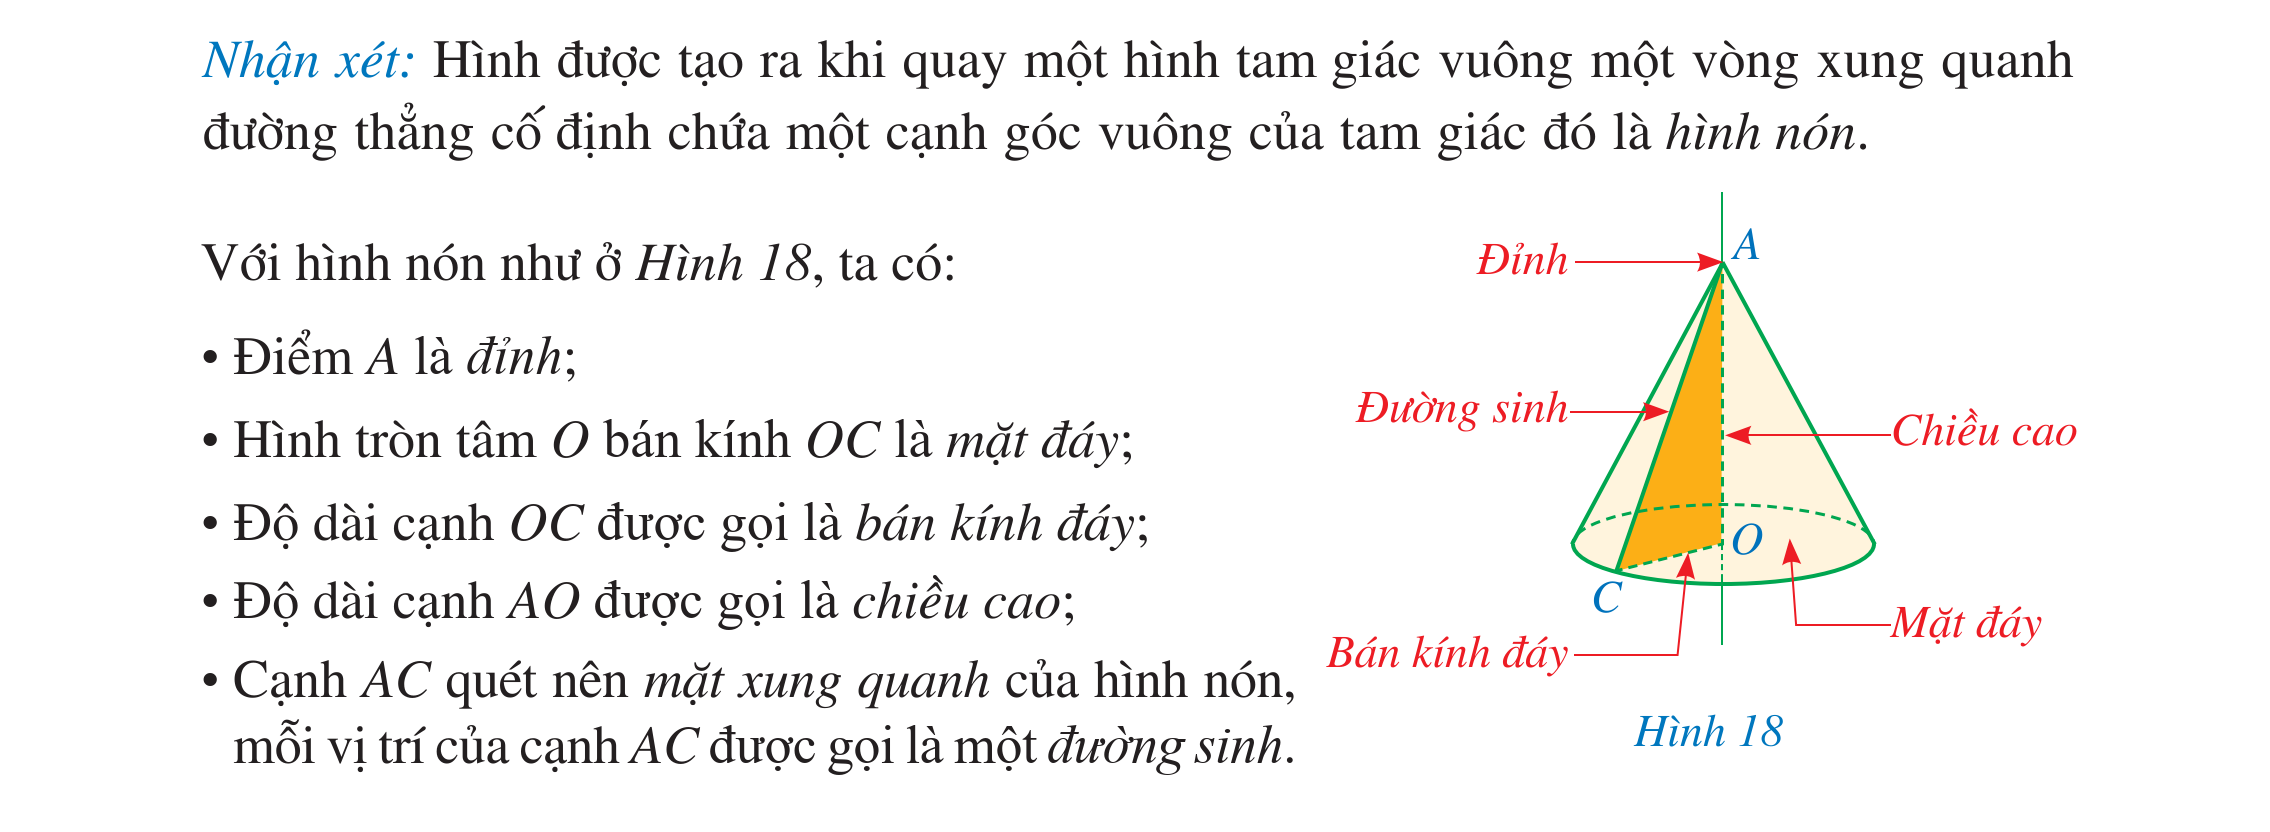 Nhận xét: Hình được tạo ra khi quay một hình tam giác vuông một vòng xung quanh
đường thẳng cố định chứa một cạnh góc vuông của tam giác đó là hình nón.
Với hình nón như ở Hình 18, ta có:
• Điểm A là đỉnh;
• Hình tròn tâm O bán kính OC là mặt đáy;
• Độ dài cạnh OC được gọi là bán kính đáy;
• Độ dài cạnh AO được gọi là chiều cao;
• Cạnh AC quét nên mặt xung quanh của hình nón,
mỗi vị trí của cạnh AC được gọi là một đường sinh.
A
Đỉnh
Đường sinh
Chiều cao
O
C
Mặt đáy
Bán kính đáy
Hình 18